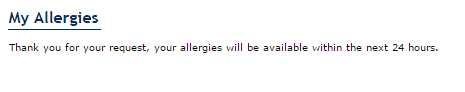 My Allergies
Thank you for your request, your allergies will be available within the next 24 hours.